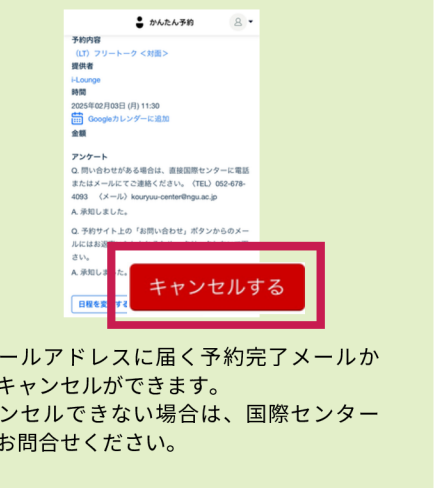 かんたん予約
予約内容
（LT）フリートーク＜対面＞
提供者
i-Lounge
時間
2025年02月03日 (月) 11:30
Googleカレンダーに追加
金額
アンケート
Q. 問い合わせがある場合は、直接国際センターに電話
またはメールにてご連絡ください。（TEL）052-678-
4093 （メール）kouryuu-center@ngu.ac.jp
A. 承知しました。
Q. 予約サイト上の「お問い合わせ」ボタンからのメー
ルにはお返
さい。
A. 承知しました。
キャンセルする
日程を変更する
ールアドレスに届く予約完了メールか
キャンセルができます。
ンセルできない場合は、国際センター
お問合せください。